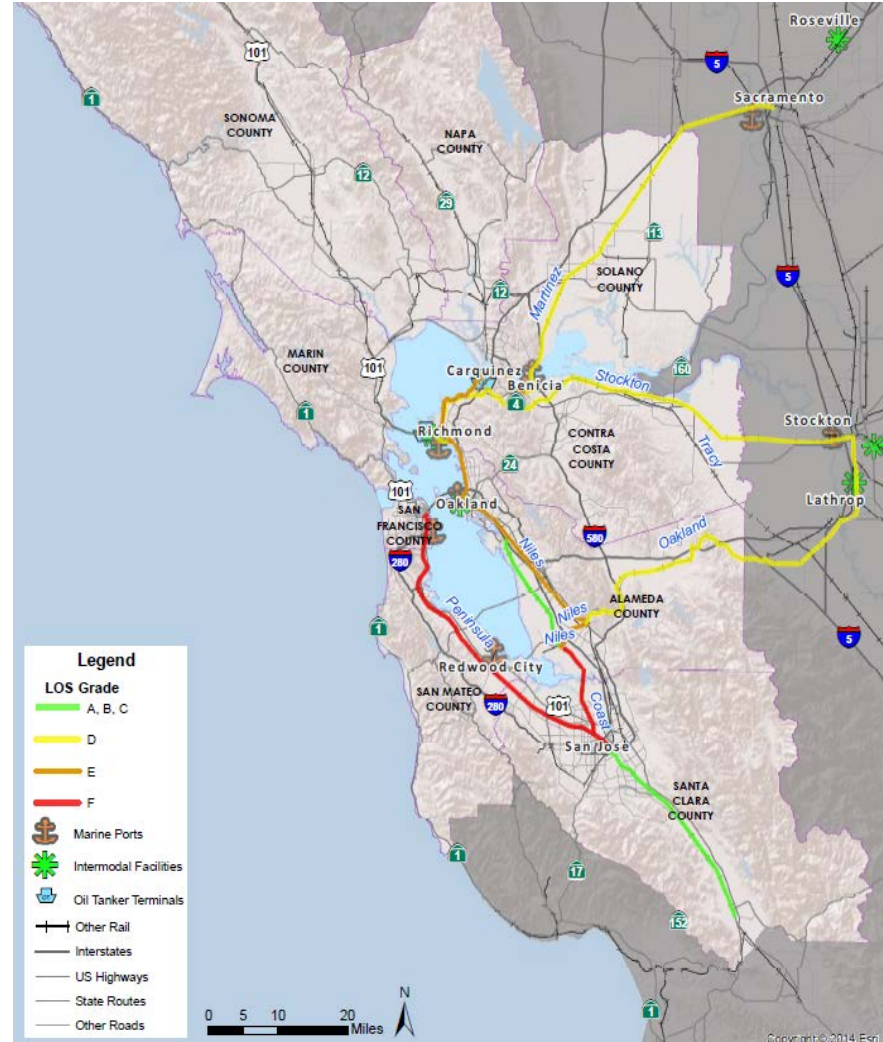 Roseville
101
5
1
Sacramento
SONOMA
COUNTY
NAPA
COUNTY
12
29
113
SOLANO
COUNTY
5
12
Martinez
MARIN
COUNTY
101
160
Carquinez
Benicia
Stockton
4
1
Richmond
Stockton
CONTRA
COSTA
COUNTY
Tracy
24
Lathrop
101
Oakland
SAN
FRANCISCO
COUNTY
Oakland
Niles
580
280
ALAMEDA
COUNTY
Niles
Niles
1
Peninsula
5
Redwood City
SAN MATEO
COUNTY
280
101
Coast
San José
SANTA
CLARA
COUNTY
1
17
152
1
Legend
LOS Grade
A, B, C
D
E
F
Marine Ports
Intermodal Facilities
Oil Tanker Terminals
Other Rail
Interstates
US Highways
State Routes
Other Roads
N
0 5 10 20
Miles
Copyright © 2014 Esri